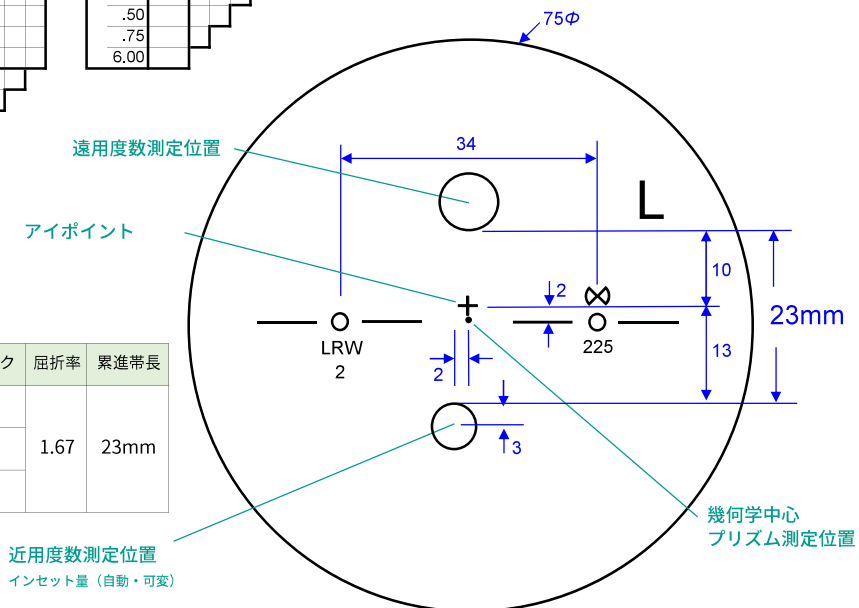 .50
.75
6.00
75Φ
遠用度数測定位置
34
L
アイポイント
10
2
23mm
LRW
2
225
13
2
3
ク 屈折率 累進帯長
1.67 23mm
幾何学中心
プリズム測定位置
近用度数測定位置
インセット量（自動・可変）